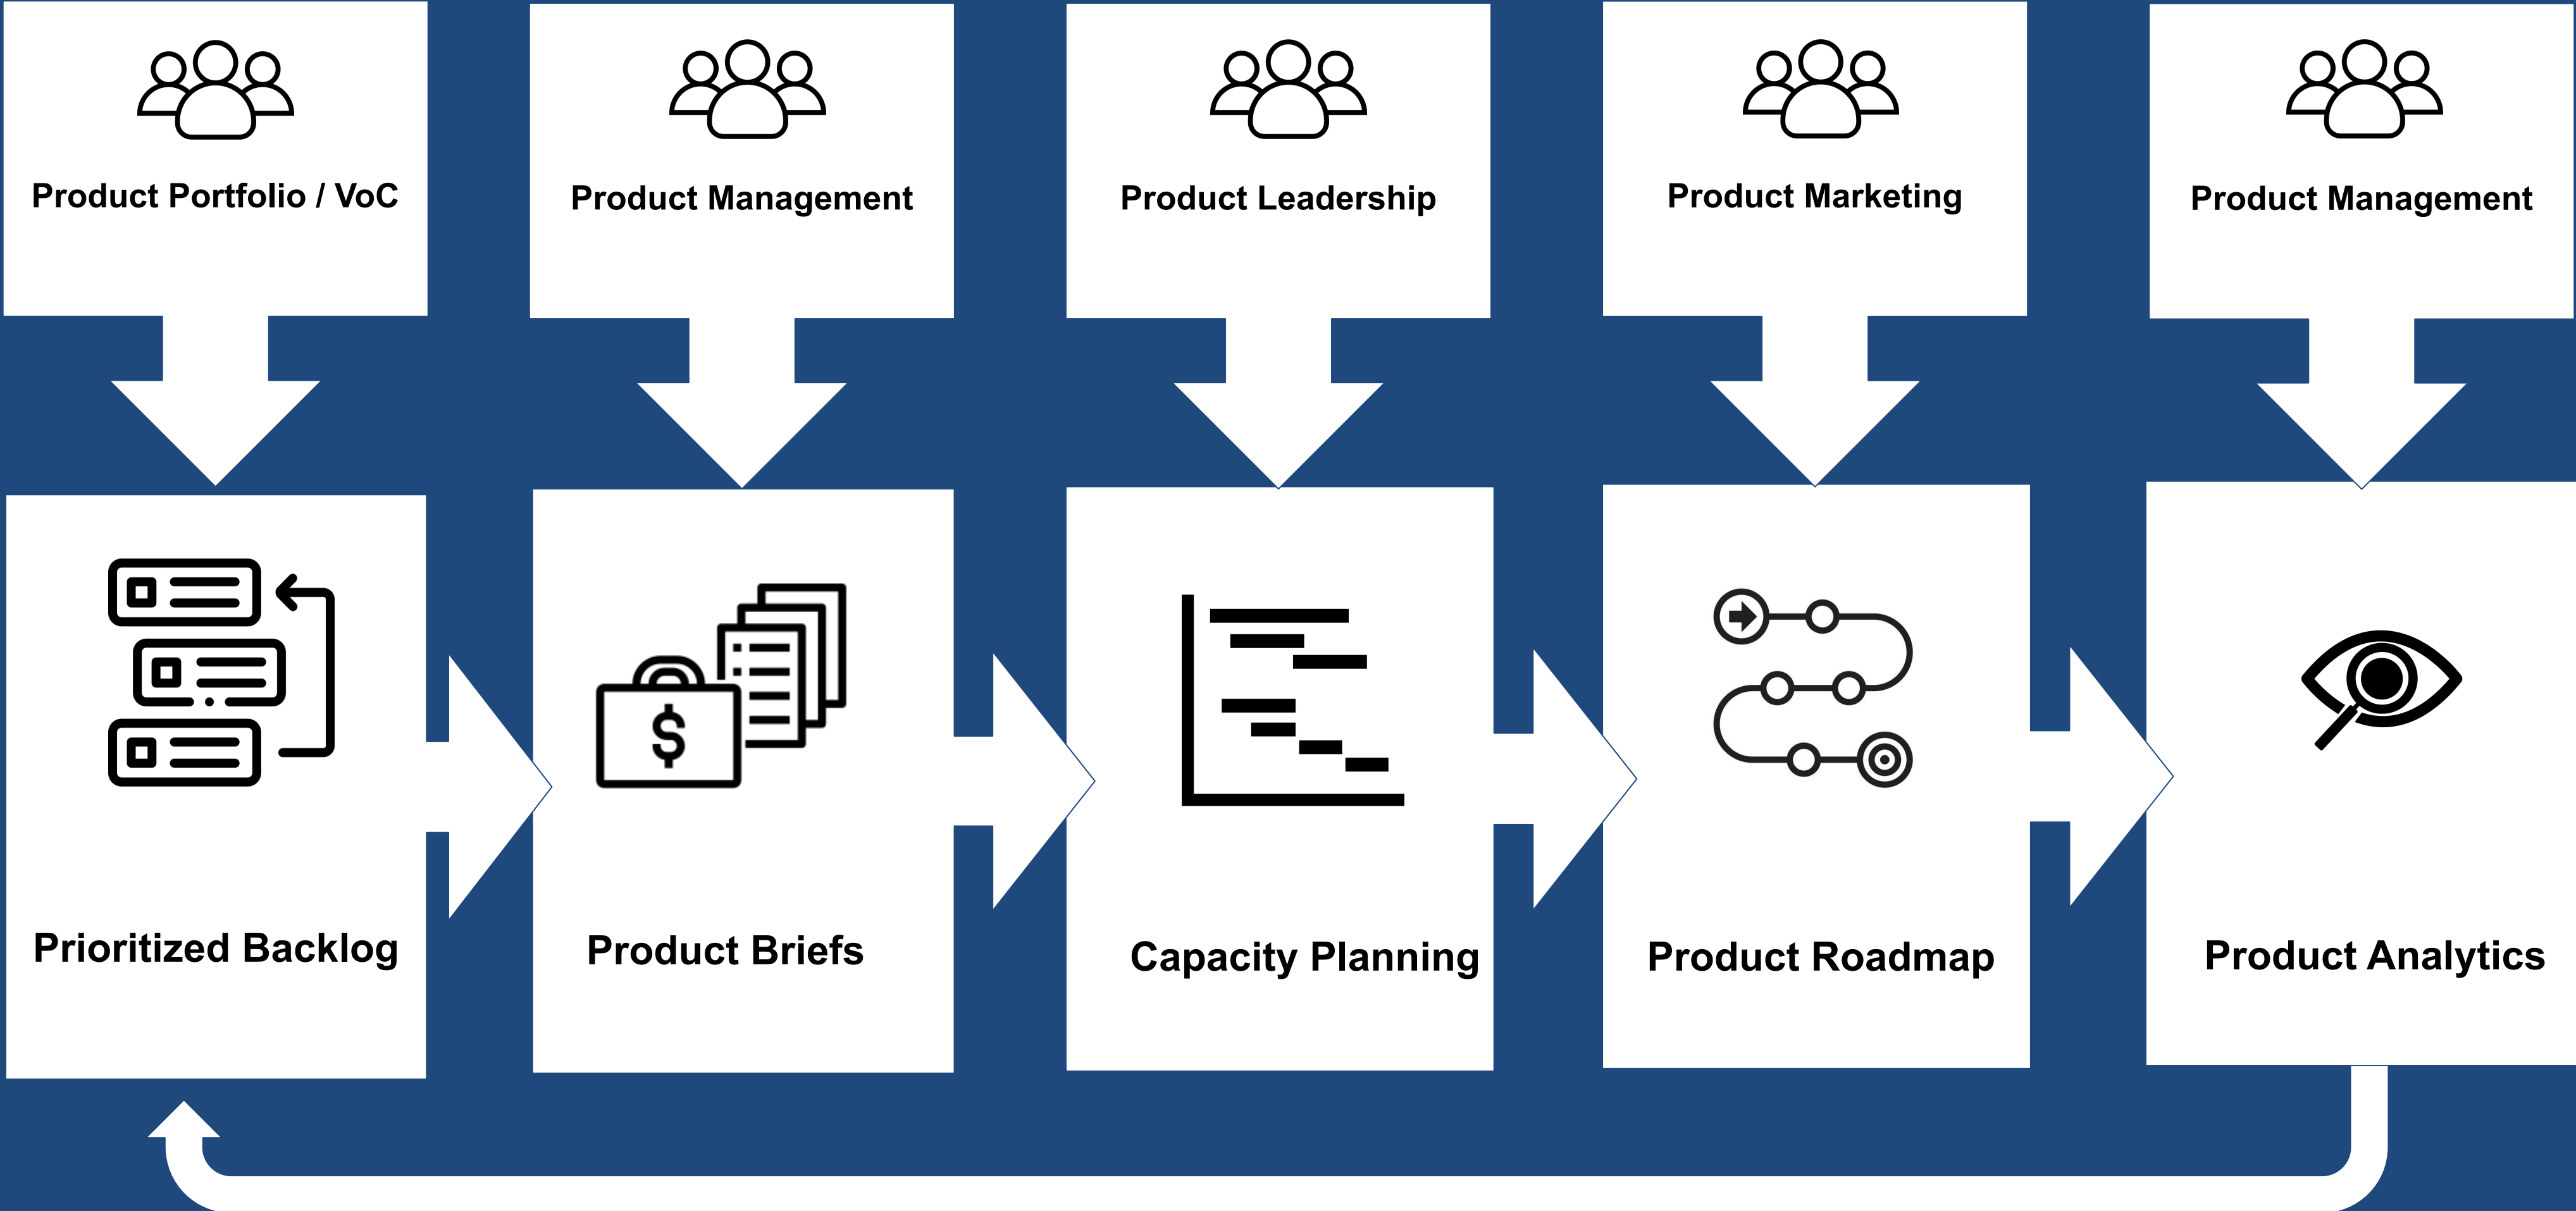 Product Portfolio / VoC
Product Management
Product Leadership
Product Marketing
Product Management
Prioritized Backlog
$
Product Briefs
Capacity Planning
Product Roadmap
Product Analytics